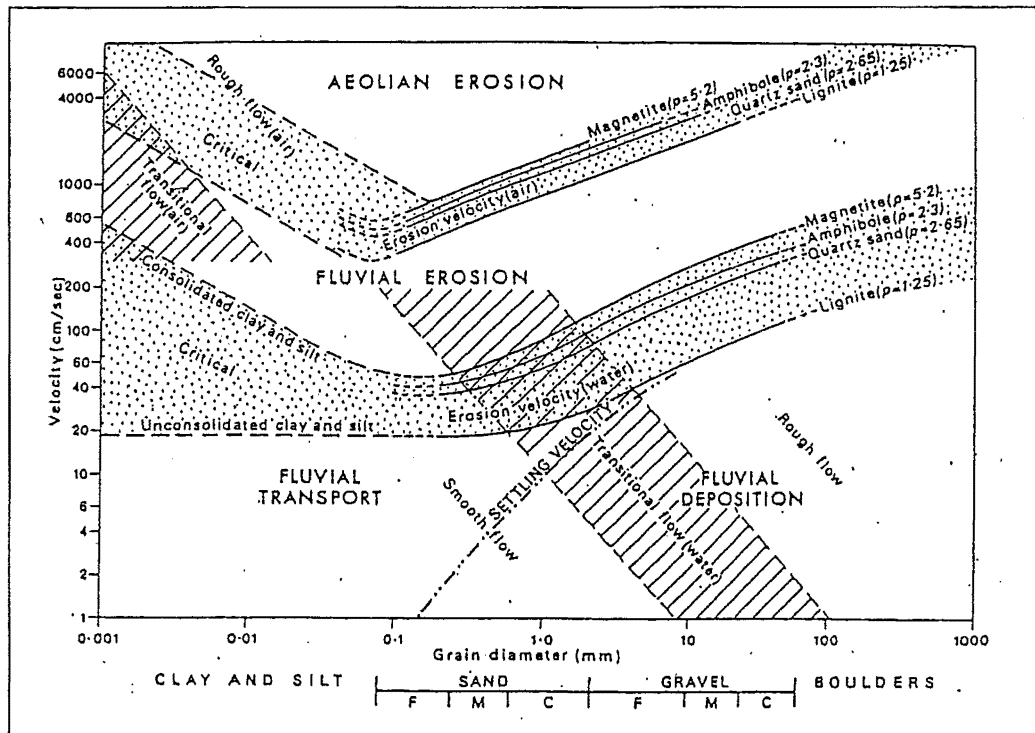 AEOLIAN EROSION
Rough flow (air)
Critical
Transitional
flow (air)
Magnetite (ρ=5·2)
Amphibole (ρ=2·3)
Quartz sand (ρ=2·65)
Lignite (ρ=1·25)
Erosion velocity (air)
FLUVIAL EROSION
Magnetite (ρ=5·2)
Amphibole (ρ=2·3)
Quartz sand (ρ=2·65)
Lignite (ρ=1·25)
Consolidated clay and silt
Critical
Erosion velocity (water)
Unconsolidated clay and silt
FLUVIAL
TRANSPORT
SETTLING VELOCITY
Smooth flow
Transitional flow (water)
FLUVIAL
DEPOSITION
Rough flow
Velocity (cm/sec)
6000
4000
1000
600
400
200
100
60
40
20
10
6
4
2
1
0·001
0·01
0·1
1·0
10
100
1000
Grain diameter (mm)
CLAY AND SILT
SAND
GRAVEL
BOULDERS
F
M
C
F
M
C